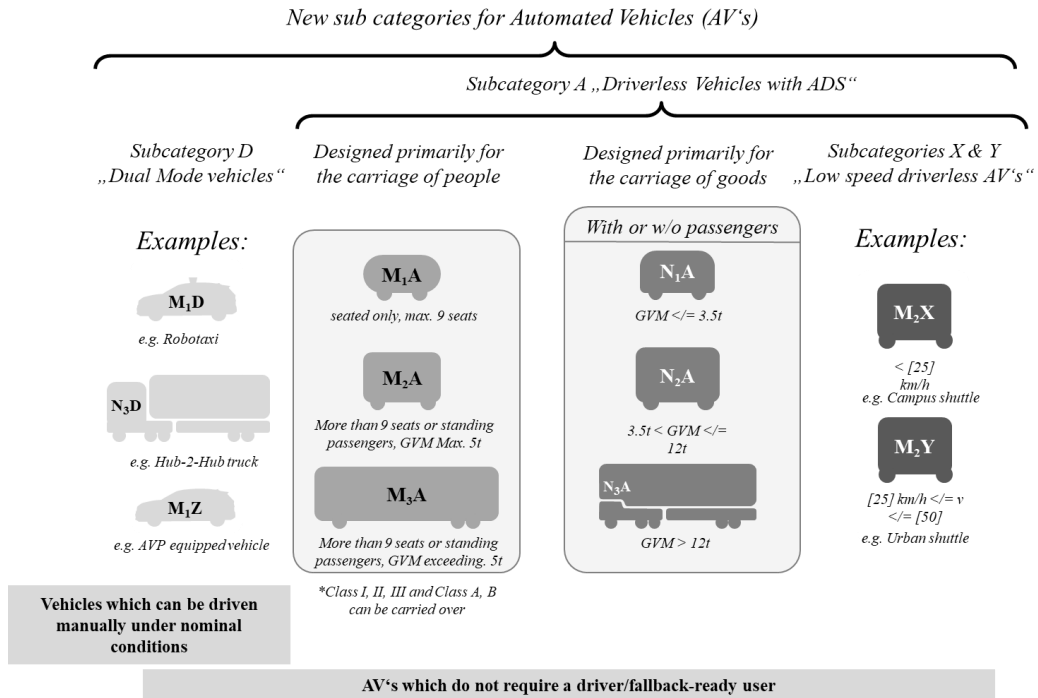 New sub categories for Automated Vehicles (AV‘s)
Subcategory A „Driverless Vehicles with ADS“
Subcategory D
„Dual Mode vehicles“
Examples:
M₁D
e.g. Robotaxi
N₃D
e.g. Hub-2-Hub truck
M₁Z
e.g. AVP equipped vehicle
Designed primarily for
the carriage of people
M₁A
seated only, max. 9 seats
M₂A
More than 9 seats or standing
passengers, GVM Max. 5t
M₃A
More than 9 seats or standing
passengers, GVM exceeding. 5t
*Class I, II, III and Class A, B
can be carried over
Designed primarily for
the carriage of goods
With or w/o passengers
N₁A
GVM </= 3.5t
N₂A
3.5t < GVM </=
12t
N₃A
GVM > 12t
Subcategories X & Y
„Low speed driverless AV‘s“
Examples:
M₂X
< [25]
km/h
e.g. Campus shuttle
M₂Y
[25] km/h </= v
</= [50]
e.g. Urban shuttle
Vehicles which can be driven
manually under nominal
conditions
AV‘s which do not require a driver/fallback-ready user